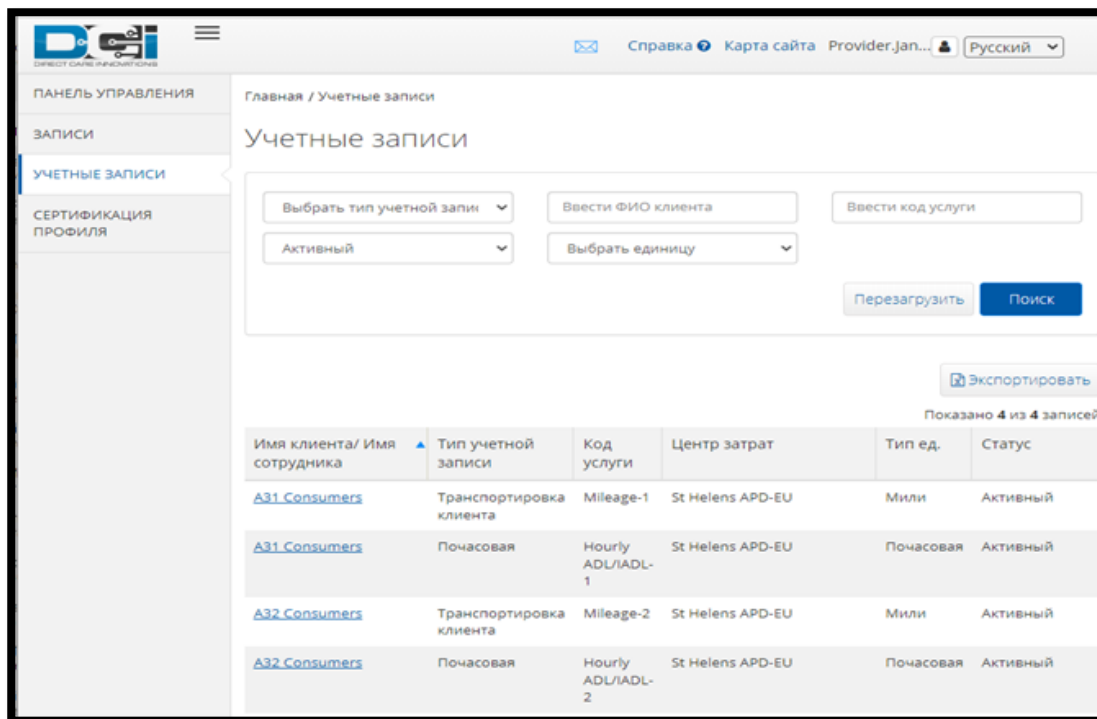 DCi
DIRECT CARE INNOVATIONS
Справка Карта сайта Provider.Jan... Русский
ПАНЕЛЬ УПРАВЛЕНИЯ
ЗАПИСИ
УЧЕТНЫЕ ЗАПИСИ
СЕРТИФИКАЦИЯ
ПРОФИЛЯ
Главная / Учетные записи
Учетные записи
Выбрать тип учетной запис Ввести ФИО клиента Ввести код услуги
Активный Выбрать единицу
Перезагрузить Поиск
Экспортировать
Показано 4 из 4 записей
Имя клиента/ Имя Тип учетной Код Центр затрат Тип ед. Статус
сотрудника записи услуги
A31 Consumers Транспортировка Mileage-1 St Helens APD-EU Мили Активный
клиента
A31 Consumers Почасовая Hourly St Helens APD-EU Почасовая Активный
ADL/IADL-
1
A32 Consumers Транспортировка Mileage-2 St Helens APD-EU Мили Активный
клиента
A32 Consumers Почасовая Hourly St Helens APD-EU Почасовая Активный
ADL/IADL-
2